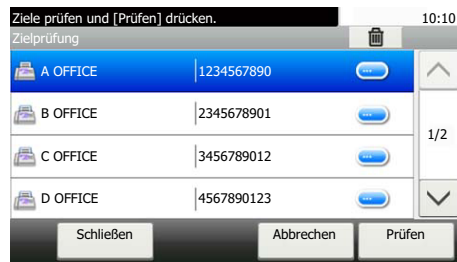 Ziele prüfen und [Prüfen] drücken. 10:10
Zielprüfung
A OFFICE 1234567890
B OFFICE 2345678901
1/2
C OFFICE 3456789012
D OFFICE 4567890123
Schließen Abbrechen Prüfen